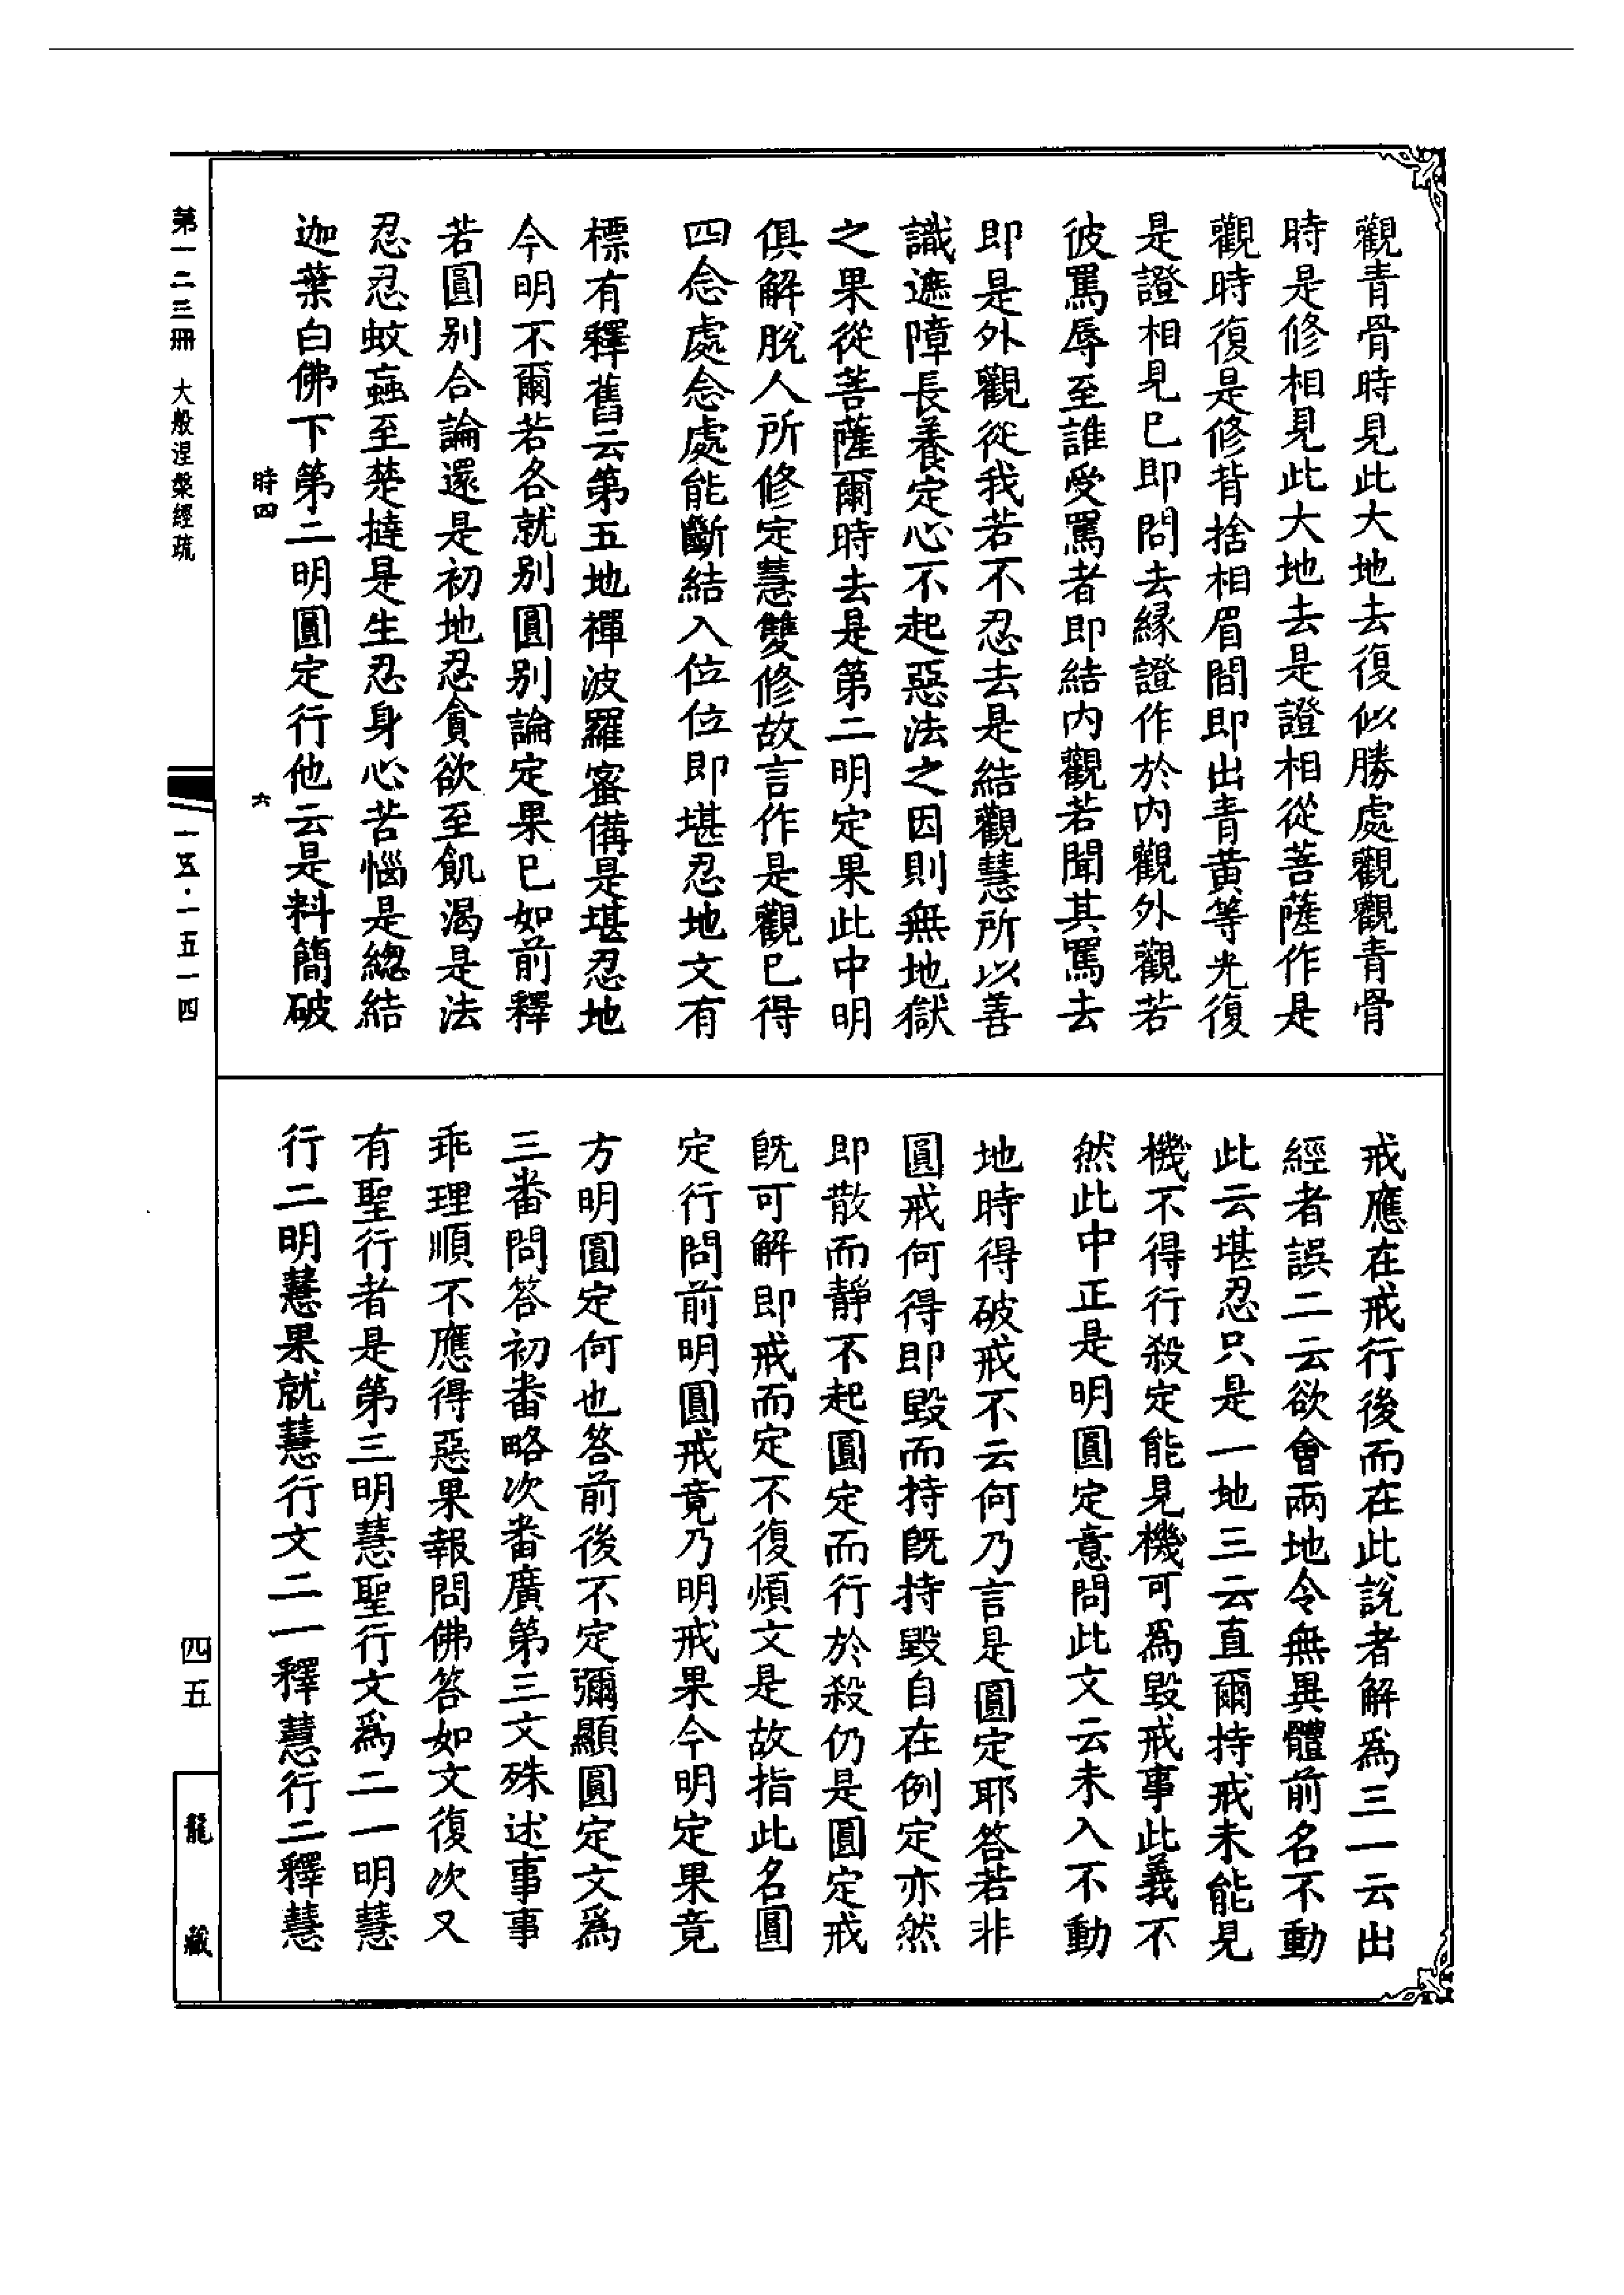 觀青骨時見此大地去復似勝處觀觀青骨
時是修相見此大地去是證相從菩薩作是
觀時復是修背捨相眉間即出青黃等光復
是證相見已即問去緣證作於內觀外觀若
彼罵辱至誰受罵者即結內觀若聞其罵去
即是外觀從我若不忍去是結觀慧所以善
識遮障長養定心不起惡法之因則無地獄
之果從菩薩爾時去是第二明定果此中明
俱解脫人所修定慧雙修故言作是觀已得
四念處念處能斷結入位位即堪忍地文有
標有釋舊云第五地禪波羅蜜備是堪忍地
今明不爾若各就別圓別論定果已如前釋
若圓別合論還是初地忍貪欲至飢渴是法
忍忍蚊䖟至楚撻是生忍身心苦惱是總結
迦葉白佛下第二明圓定行他云是料簡破
時四
六
戒應在戒行後而在此說者解為三一云出
經者誤二云欲會兩地令無異體前名不動
此云堪忍只是一地三云直爾持戒未能見
機不得行殺定能見機可為毀戒事此義不
然此中正是明圓定意問此文云未入不動
地時得破戒不云何乃言是圓定耶答若非
圓戒何得即毀而持既持毀自在例定亦然
即散而靜不起圓定而行於殺仍是圓定戒
既可解即戒而定不復煩文是故指此名圓
定行問前明圓戒竟乃明戒果今明定果竟
方明圓定何也答前後不定彌顯圓定文為
三番問答初番略次番廣第三文殊述事事
乖理順不應得惡果報問佛答如文復次又
有聖行者是第三明慧聖行文為二一明慧
行二明慧果就慧行文二一釋慧行二釋慧
第一二三冊 大般涅槃經疏
一五·一五一四
四五
龍藏